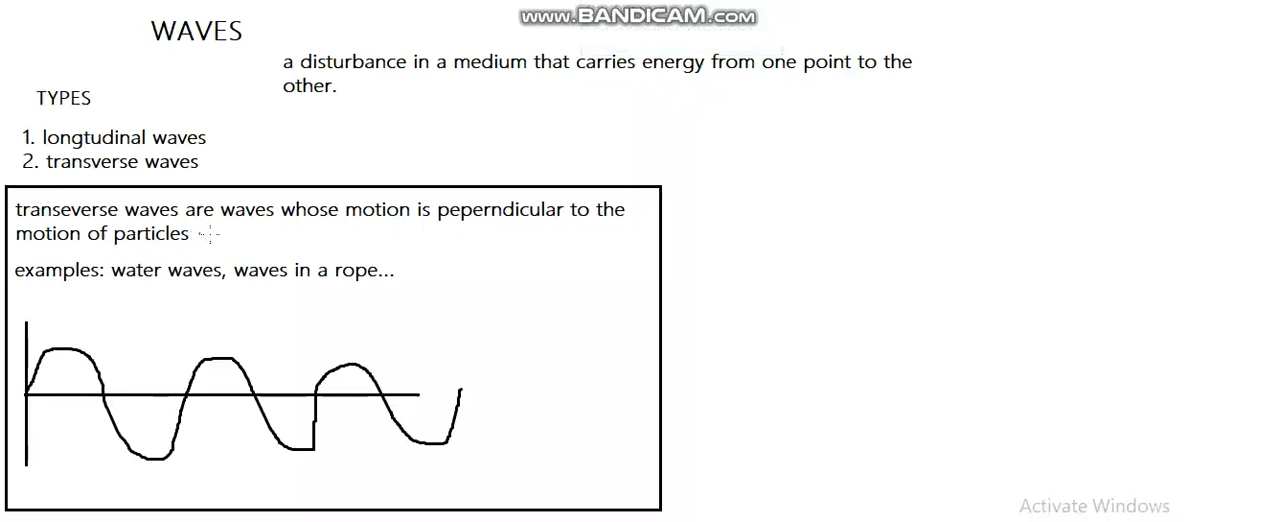 www.BANDICAM.com
WAVES
a disturbance in a medium that carries energy from one point to the
other.
TYPES
1. longtudinal waves
2. transverse waves
transeverse waves are waves whose motion is peperndicular to the
motion of particles
examples: water waves, waves in a rope...
Activate Windows